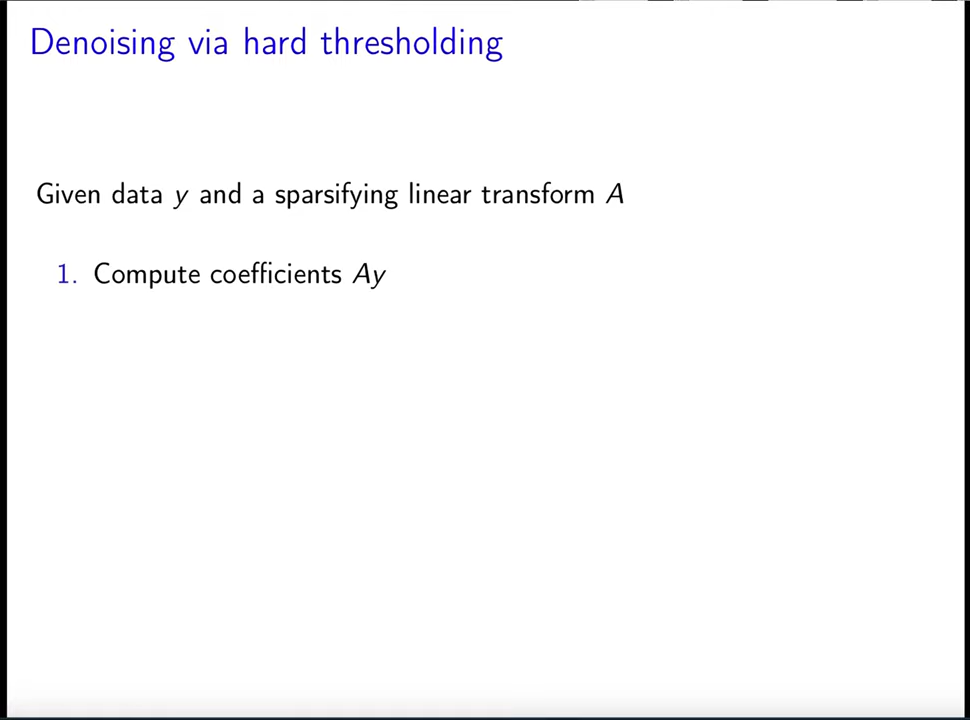 Denoising via hard thresholding
Given data y and a sparsifying linear transform A
1. Compute coefficients Ay